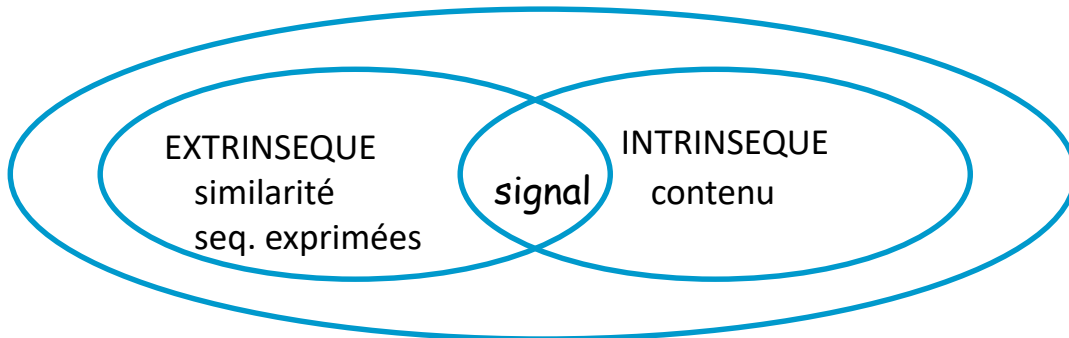 EXTRINSEQUE
similarité
seq. exprimées
signal
INTRINSEQUE
contenu